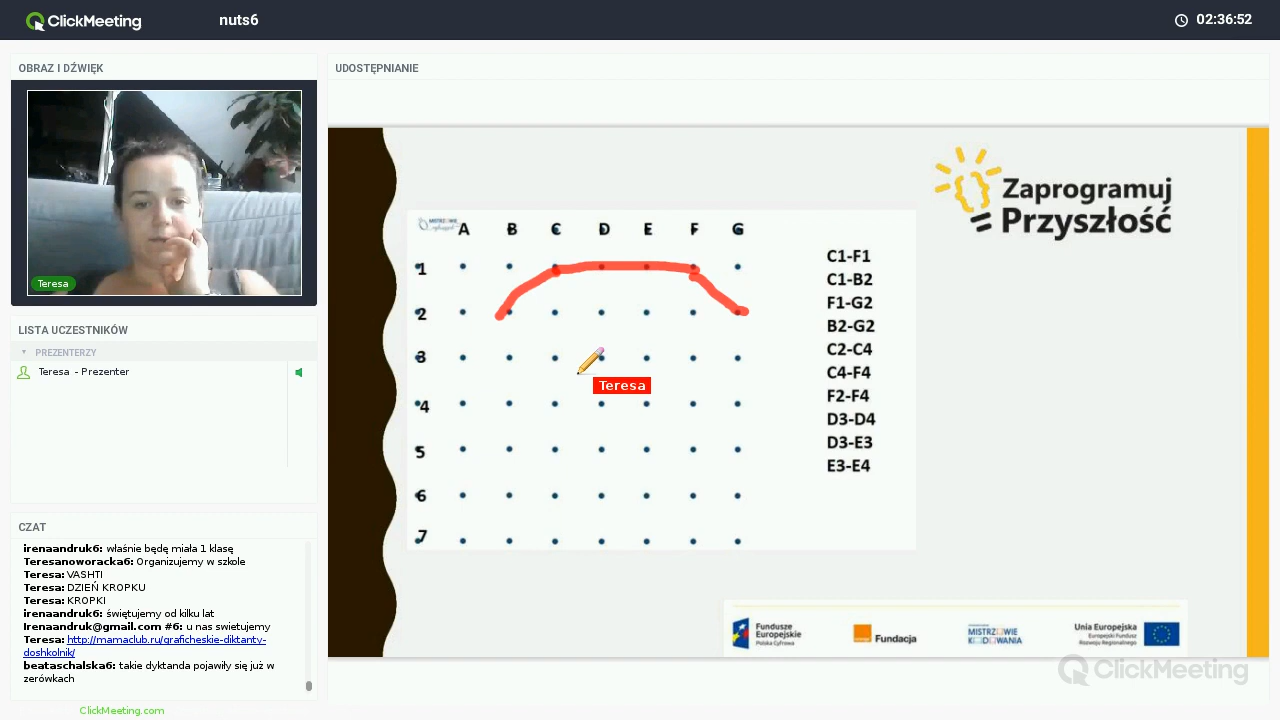 ClickMeeting
nuts6
02:36:52
OBRAZ I DŹWIĘK
Teresa
LISTA UCZESTNIKÓW
PREZENTERZY
Teresa - Prezenter
CZAT
irenaandruk6: właśnie będę miała 1 klasę
Teresanoworacka6: Organizujemy w szkole
Teresa: VASHTI
Teresa: DZIEŃ KROPKU
Teresa: KROPKI
irenaandruk6: świętujemy od kilku lat
Irenaandruk@gmail.com #6: u nas swietujemy
Teresa: http://mamaclub.ru/graficheskie-diktanty-
doshkolnik/
beataschalska6: takie dyktanda pojawiły się już w
zerówkach
ClickMeeting.com
UDOSTĘPNIANIE
Zaprogramuj
Przyszłość
MISTRZOWIE
A B C D E F G
1
2
3
4
5
6
7
Teresa
C1-F1
C1-B2
F1-G2
B2-G2
C2-C4
C4-F4
F2-F4
D3-D4
D3-E3
E3-E4
Fundusze
Europejskie
Polska Cyfrowa
Fundacja
MISTRZOWIE
KODOWANIA
Unia Europejska
Europejski Fundusz
Rozwoju Regionalnego
ClickMeeting